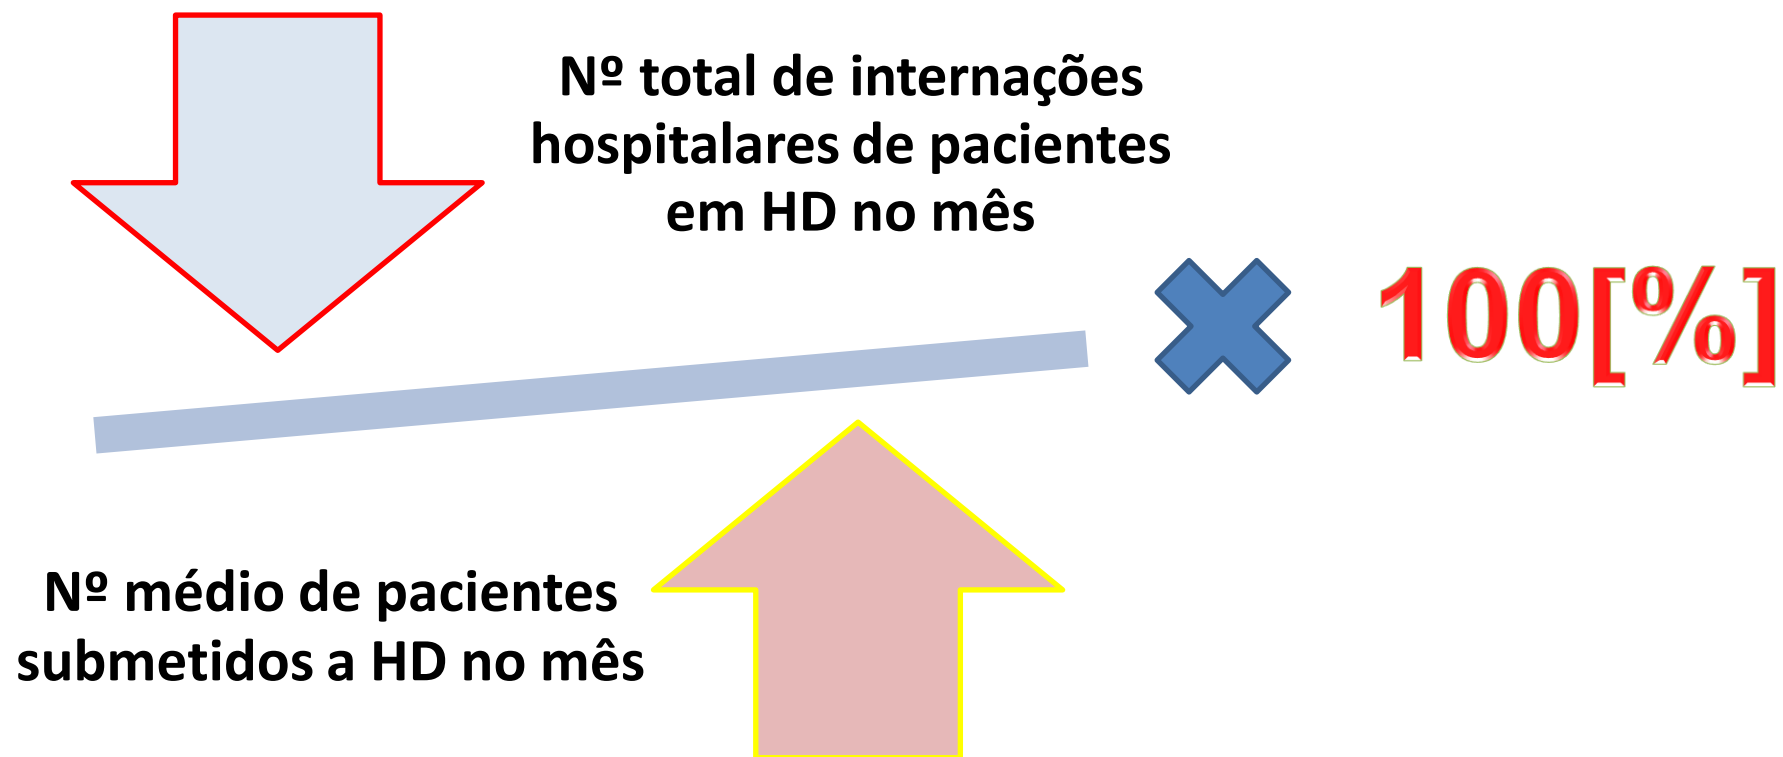 Nº total de internações
hospitalares de pacientes
em HD no mês
100[%]
Nº médio de pacientes
submetidos a HD no mês